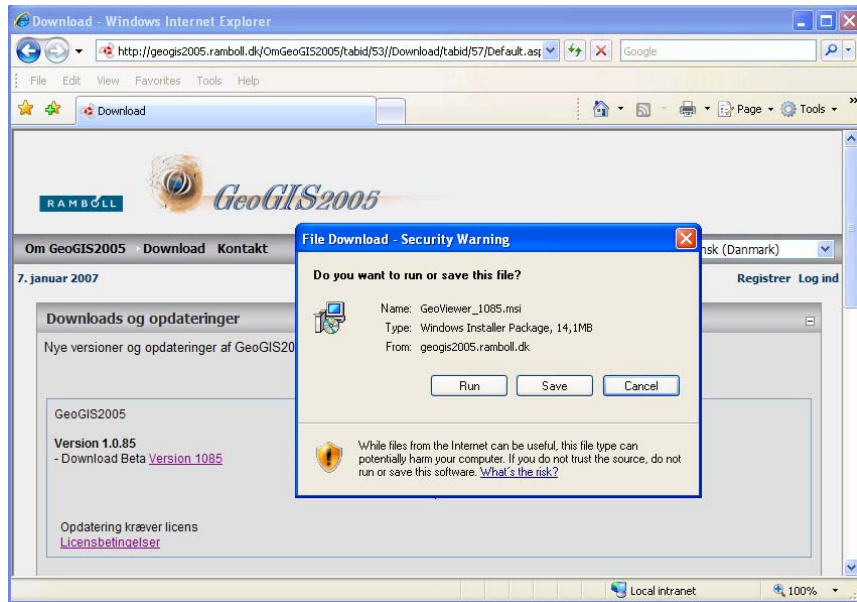 Download - Windows Internet Explorer
http://geogis2005.ramboll.dk/OmGeoGIS2005/tabid/53//Download/tabid/57/Default.asp
Google
File Edit View Favorites Tools Help
Download
Page Tools
RAMBOLL
GeoGIS2005
Om GeoGIS2005 Download Kontakt
nsk (Danmark)
7. januar 2007
Registrer Log ind
Downloads og opdateringer
Nye versioner og opdateringer af GeoGIS20
GeoGIS2005
Version 1.0.85
- Download Beta Version 1085
Opdatering kræver licens
Licensbetingelser
File Download - Security Warning
Do you want to run or save this file?
Name: GeoViewer_1085.msi
Type: Windows Installer Package, 14,1MB
From: geogis2005.ramboll.dk
Run Save Cancel
While files from the Internet can be useful, this file type can
potentially harm your computer. If you do not trust the source, do not
run or save this software. What's the risk?
Local intranet
100%